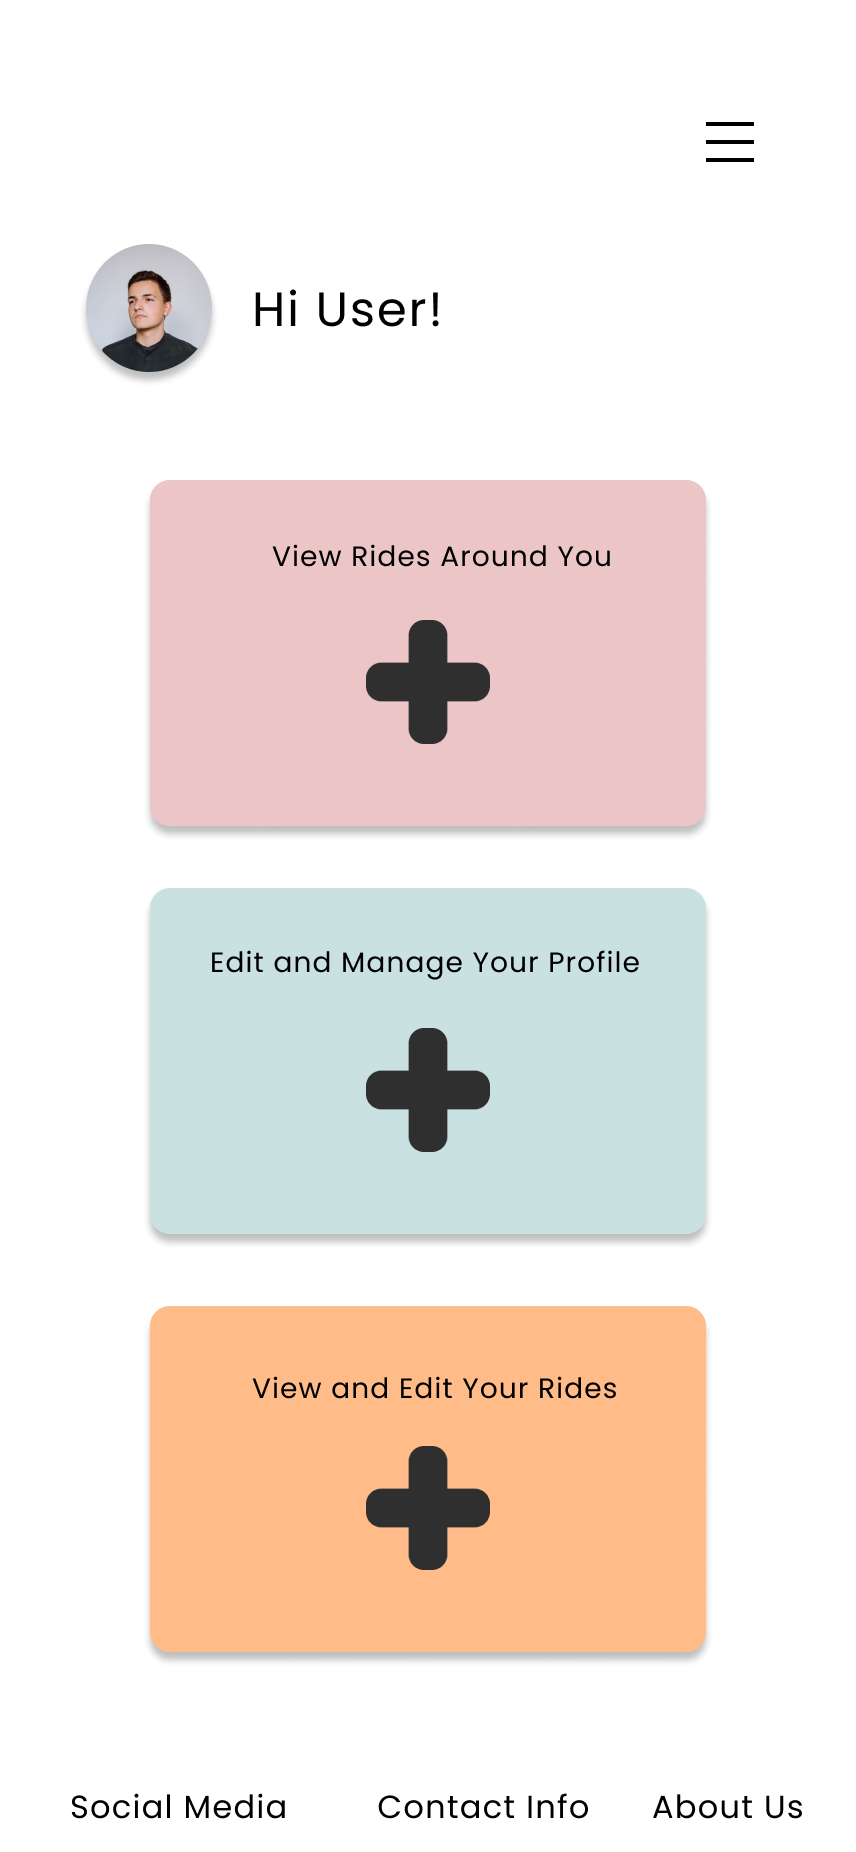 Hi User!
View Rides Around You
Edit and Manage Your Profile
View and Edit Your Rides
Social Media
Contact Info
About Us